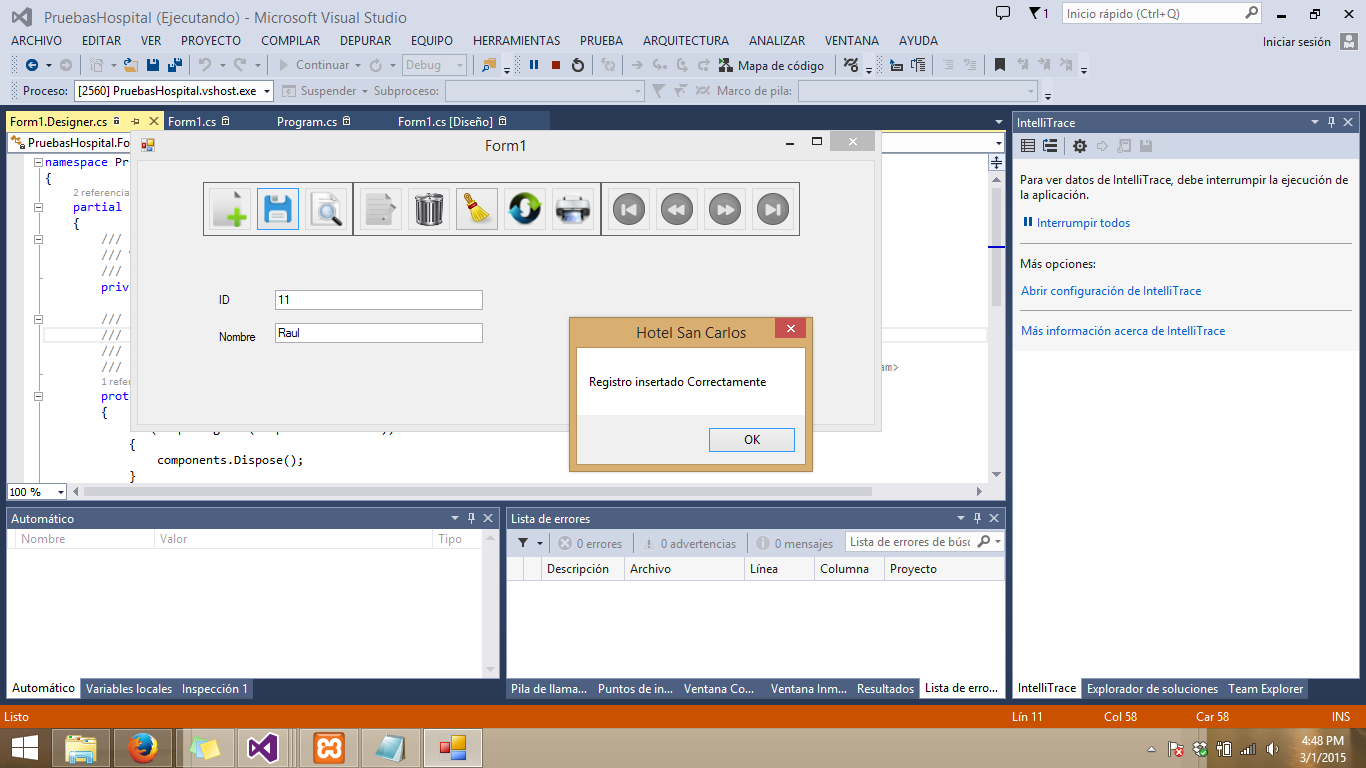 PruebasHospital (Ejecutando) - Microsoft Visual Studio
1
Inicio rápido (Ctrl+Q)
ARCHIVO EDITAR VER PROYECTO COMPILAR DEPURAR EQUIPO HERRAMIENTAS PRUEBA ARQUITECTURA ANALIZAR VENTANA AYUDA
Iniciar sesión
Continuar Debug Mapa de código
Proceso: [2560] PruebasHospital.vshost.exe Suspender Subproceso: Marco de pila:
Form1.Designer.cs Form1.cs Program.cs Form1.cs [Diseño]
PruebasHospital.Fo
namespace Pr
{
2 referencia
partial
{
///
///
///
priv
///
///
///
/// am>
1 refer
prot
{
{
components.Dispose();
}
100 %
Form1
ID 11
Nombre Raul
Hotel San Carlos
Registro insertado Correctamente
OK
IntelliTrace
Para ver datos de IntelliTrace, debe interrumpir la ejecución de
la aplicación.
Interrumpir todos
Más opciones:
Abrir configuración de IntelliTrace
Más información acerca de IntelliTrace
Automático
Nombre Valor Tipo
Automático Variables locales Inspección 1
Lista de errores
0 errores 0 advertencias 0 mensajes Lista de errores de búsc
Descripción Archivo Línea Columna Proyecto
Pila de llama... Puntos de in... Ventana Co... Ventana Inm... Resultados Lista de erro...
IntelliTrace Explorador de soluciones Team Explorer
Listo Lín 11 Col 58 Car 58 INS
4:48 PM
3/1/2015